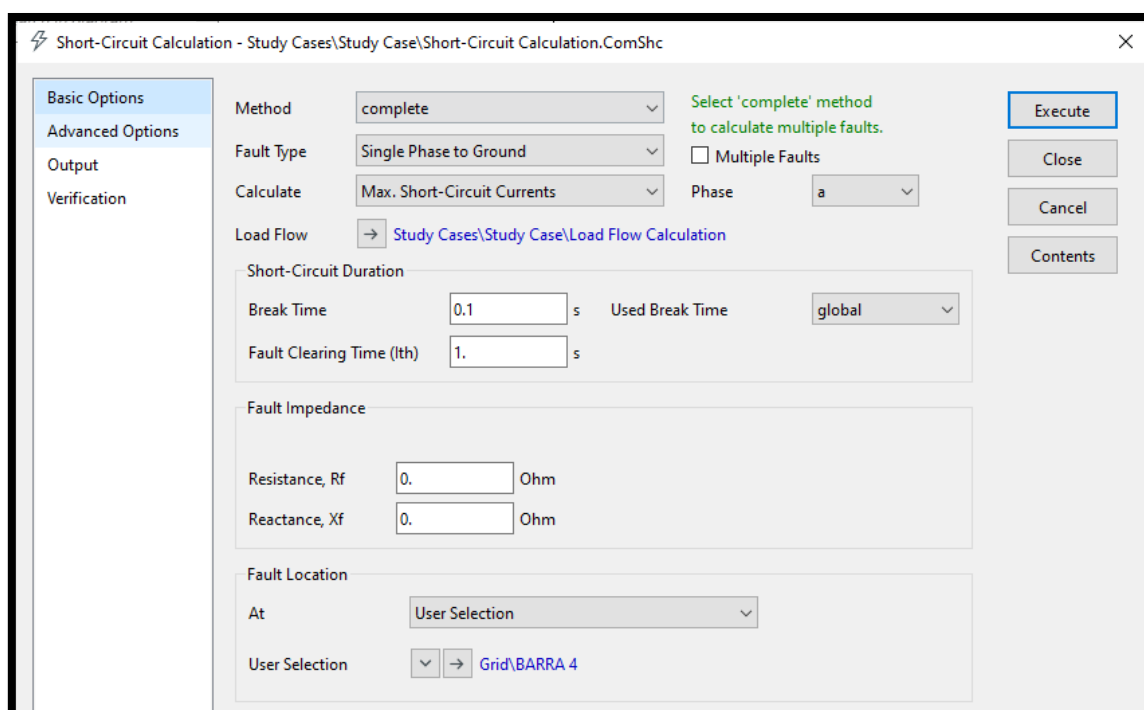 Short-Circuit Calculation - Study Cases\Study Case\Short-Circuit Calculation.ComShc
Basic Options
Advanced Options
Output
Verification
Method complete Select 'complete' method
to calculate multiple faults.
Fault Type Single Phase to Ground Multiple Faults
Calculate Max. Short-Circuit Currents Phase a
Load Flow Study Cases\Study Case\Load Flow Calculation
Short-Circuit Duration
Break Time 0.1 s Used Break Time global
Fault Clearing Time (Ith) 1. s
Fault Impedance
Resistance, Rf 0. Ohm
Reactance, Xf 0. Ohm
Fault Location
At User Selection
User Selection Grid\BARRA 4
Execute
Close
Cancel
Contents